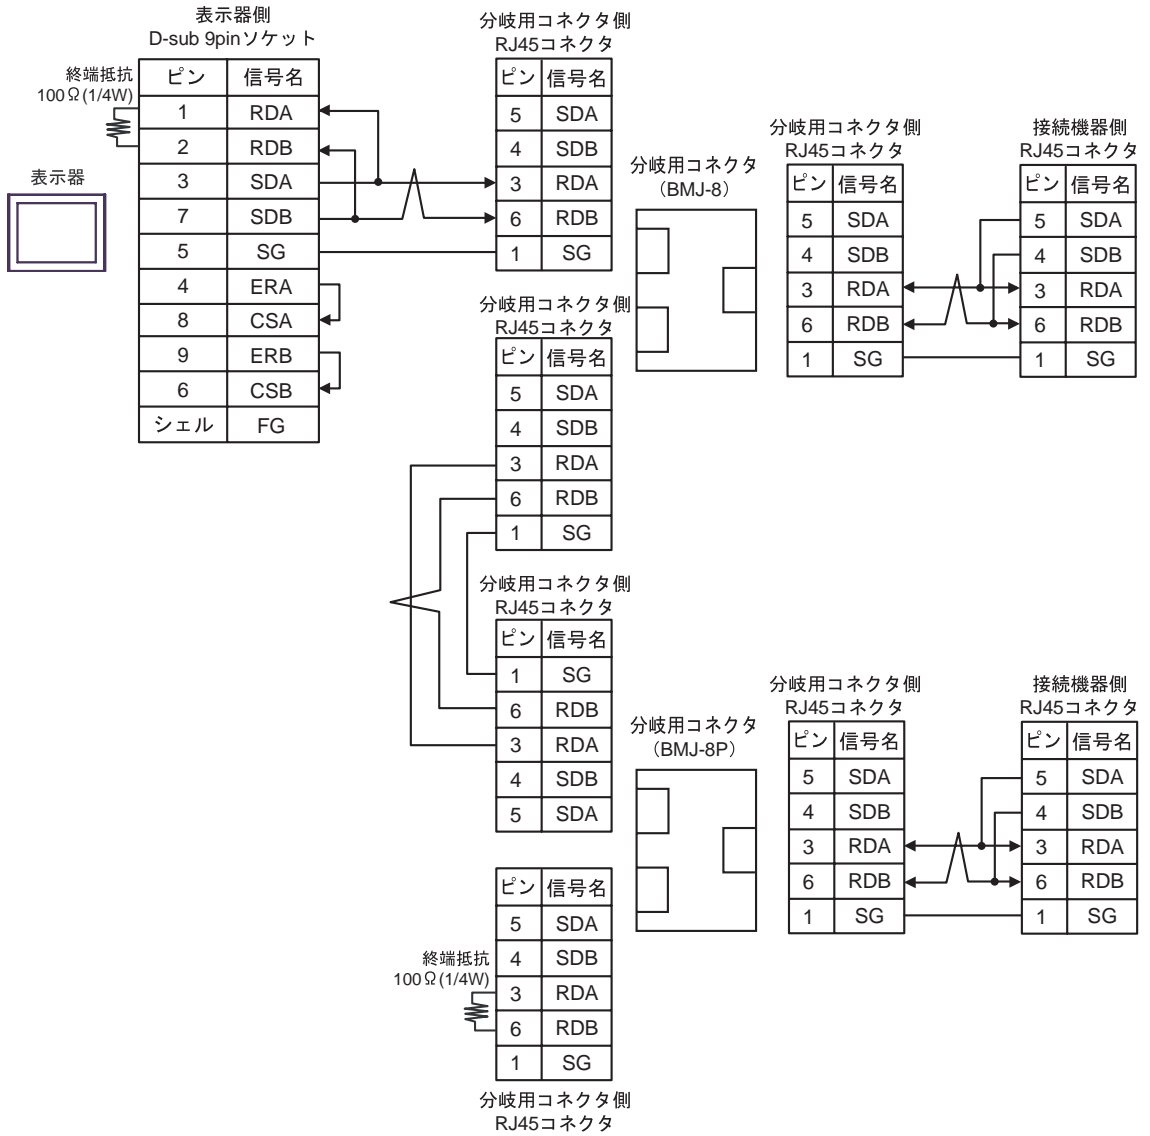 表示器側
D-sub 9pinソケット
終端抵抗
100Ω(1/4W)
ピン 信号名
1 RDA
2 RDB
3 SDA
7 SDB
5 SG
4 ERA
8 CSA
9 ERB
6 CSB
シェル FG
表示器
分岐用コネクタ側
RJ45コネクタ
ピン 信号名
5 SDA
4 SDB
3 RDA
6 RDB
1 SG
分岐用コネクタ
（BMJ-8）
分岐用コネクタ側
RJ45コネクタ
ピン 信号名
5 SDA
4 SDB
3 RDA
6 RDB
1 SG
接続機器側
RJ45コネクタ
ピン 信号名
5 SDA
4 SDB
3 RDA
6 RDB
1 SG
分岐用コネクタ側
RJ45コネクタ
ピン 信号名
5 SDA
4 SDB
3 RDA
6 RDB
1 SG
分岐用コネクタ側
RJ45コネクタ
ピン 信号名
1 SG
6 RDB
3 RDA
4 SDB
5 SDA
分岐用コネクタ
（BMJ-8P）
分岐用コネクタ側
RJ45コネクタ
ピン 信号名
5 SDA
4 SDB
3 RDA
6 RDB
1 SG
接続機器側
RJ45コネクタ
ピン 信号名
5 SDA
4 SDB
3 RDA
6 RDB
1 SG
終端抵抗
100Ω(1/4W)
ピン 信号名
5 SDA
4 SDB
3 RDA
6 RDB
1 SG
分岐用コネクタ側
RJ45コネクタ